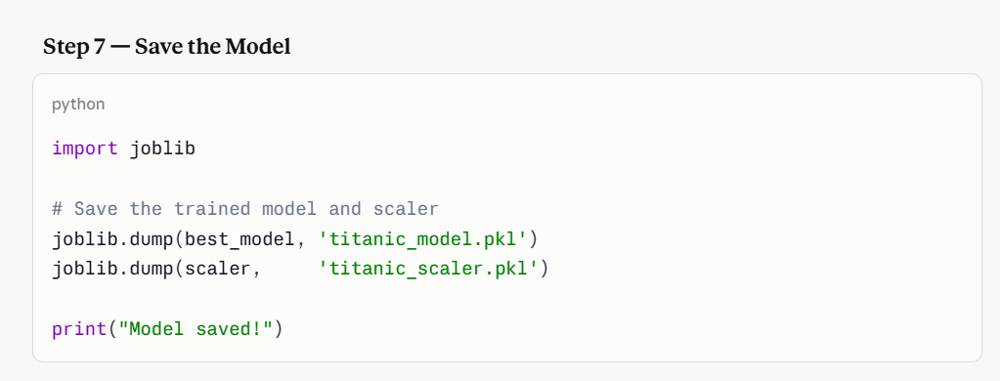 Step 7 — Save the Model
python
import joblib
# Save the trained model and scaler
joblib.dump(best_model, 'titanic_model.pkl')
joblib.dump(scaler,     'titanic_scaler.pkl')
print("Model saved!")